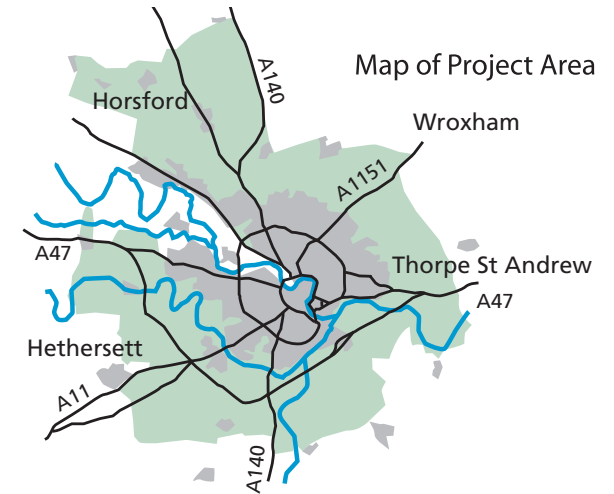 Map of Project Area
A140
Horsford
Wroxham
A1151
A47
Thorpe St Andrew
A47
Hethersett
A11
A140